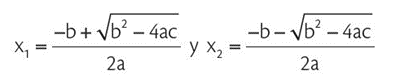 x₁ = (–b + √(b² – 4ac)) / 2a y x₂ = (–b – √(b² – 4ac)) / 2a